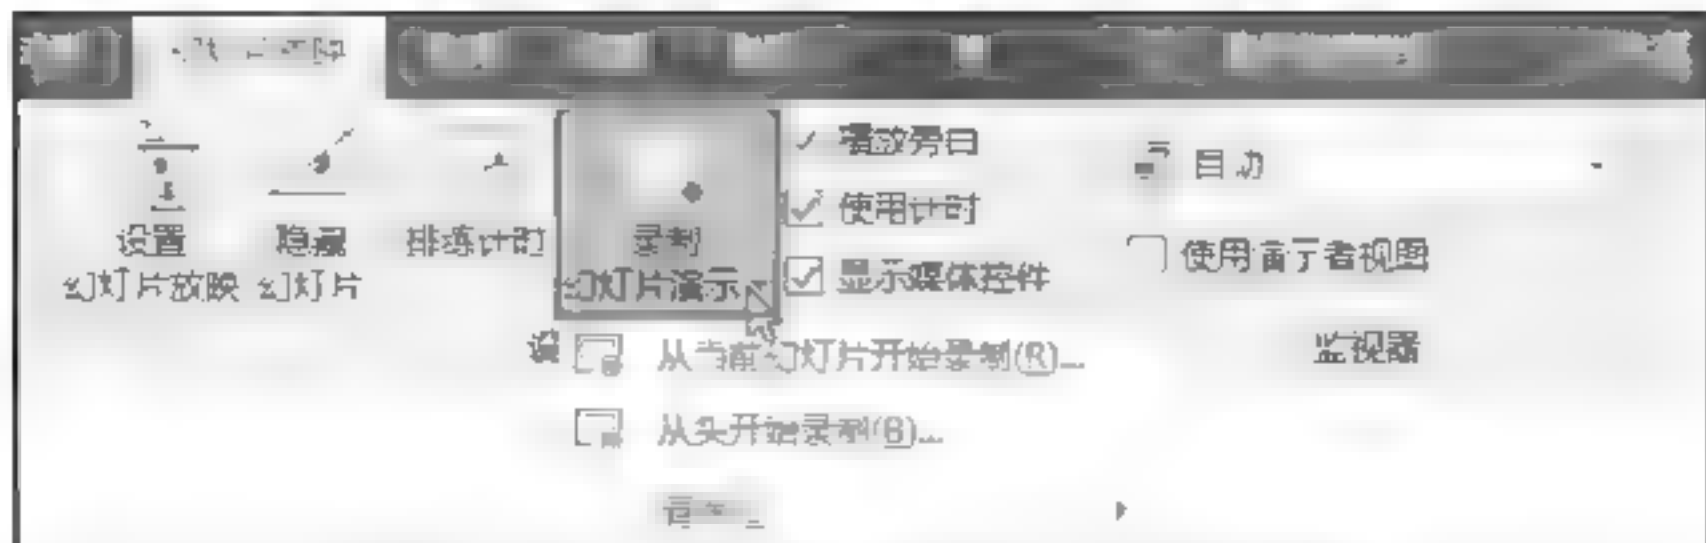 播放旁白
自动
使用计时
设置 隐藏 排练计时 录制
使用演示者视图
幻灯片放映 幻灯片 幻灯片演示
显示媒体控件
设
从当前幻灯片开始录制(R)...
监视器
从头开始录制(B)...